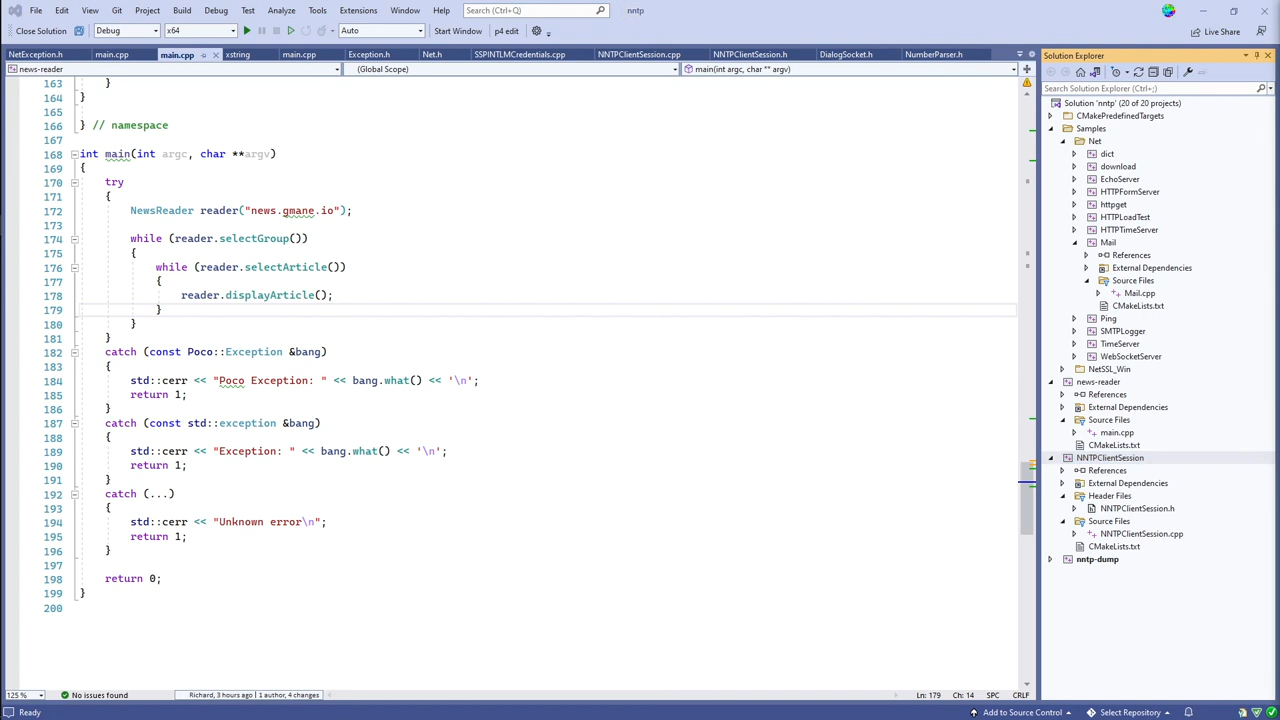 File Edit View Git Project Build Debug Test Analyze Tools Extensions Window Help Search (Ctrl+Q) nntp
Close Solution Debug x64 Auto Start Window p4 edit Live Share
NetException.h main.cpp main.cpp xstring main.cpp Exception.h Net.h SSPINTLMCredentials.cpp NNTPClientSession.cpp NNTPClientSession.h DialogSocket.h NumberParser.h
news-reader (Global Scope) main(int argc, char ** argv)
163 }
164 }
165
166 } // namespace
167
168 int main(int argc, char **argv)
169 {
170 try
171 {
172 NewsReader reader("news.gmane.io");
173
174 while (reader.selectGroup())
175 {
176 while (reader.selectArticle())
177 {
178 reader.displayArticle();
179 }
180 }
181 }
182 catch (const Poco::Exception &bang)
183 {
184 std::cerr << "Poco Exception: " << bang.what() << '\n';
185 return 1;
186 }
187 catch (const std::exception &bang)
188 {
189 std::cerr << "Exception: " << bang.what() << '\n';
190 return 1;
191 }
192 catch (...)
193 {
194 std::cerr << "Unknown error\n";
195 return 1;
196 }
197
198 return 0;
199 }
200
125 % No issues found Richard, 3 hours ago | 1 author, 4 changes Ln: 179 Ch: 14 SPC CRLF
Solution Explorer
Search Solution Explorer (Ctrl+;)
Solution 'nntp' (20 of 20 projects)
CMakePredefinedTargets
Samples
Net
dict
download
EchoServer
HTTPFormServer
httpget
HTTPLoadTest
HTTPTimeServer
Mail
References
External Dependencies
Source Files
Mail.cpp
CMakeLists.txt
Ping
SMTPLogger
TimeServer
WebSocketServer
NetSSL_Win
news-reader
References
External Dependencies
Source Files
main.cpp
CMakeLists.txt
NNTPClientSession
References
External Dependencies
Header Files
NNTPClientSession.h
Source Files
NNTPClientSession.cpp
CMakeLists.txt
nntp-dump
Ready Add to Source Control Select Repository